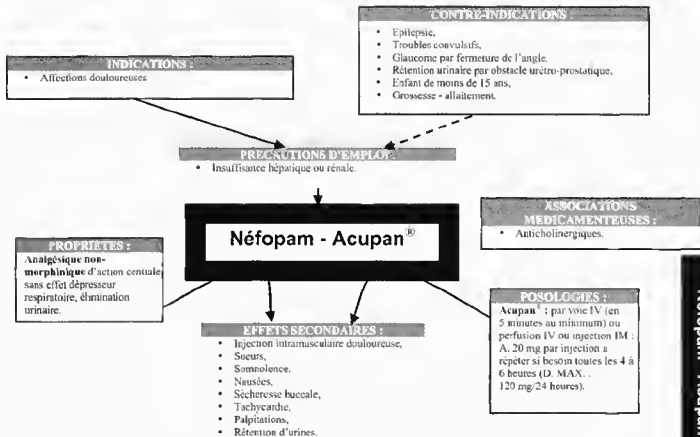 CONTRE-INDICATIONS :
• Epilepsie,
• Troubles convulsifs,
• Glaucome par fermeture de l'angle,
• Rétention urinaire par obstacle urétro-prostatique,
• Enfant de moins de 15 ans,
• Grossesse - allaitement.
INDICATIONS :
• Affections douloureuses
PRECAUTIONS D'EMPLOI :
• Insuffisance hépatique ou rénale.
Néfopam - Acupan®
ASSOCIATIONS
MEDICAMENTEUSES :
• Anticholinergiques.
PROPRIETES :
Analgésique non-
morphinique d'action centrale
sans effet dépresseur
respiratoire, élimination
urinaire.
POSOLOGIES :
Acupan® : par voie IV (en
5 minutes au minimum) ou
perfusion IV ou injection IM :
A. 20 mg par injection à
répéter si besoin toutes les 4 à
6 heures (D. MAX. :
120 mg/24 heures).
EFFETS SECONDAIRES :
• Injection intramusculaire douloureuse,
• Sueurs,
• Somnolence,
• Nausées,
• Sécheresse buccale,
• Tachycardie,
• Palpitations,
• Rétention d'urines.